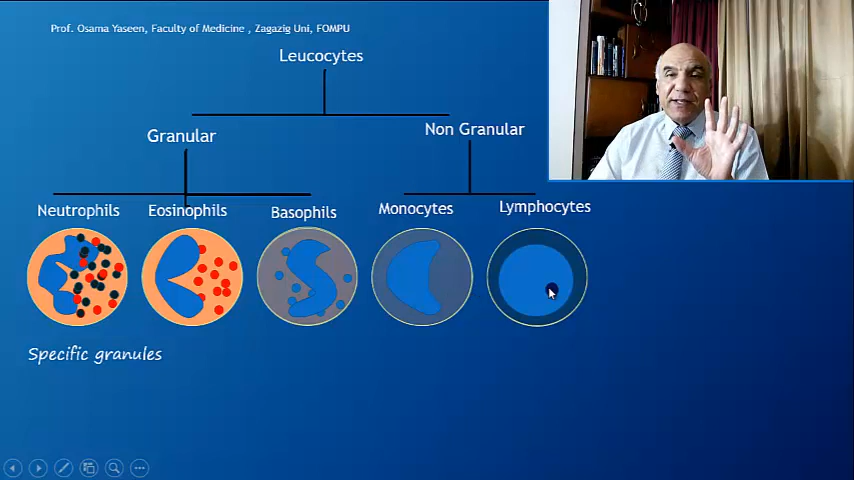 Prof. Osama Yaseen, Faculty of Medicine , Zagazig Uni, FOMPU
Leucocytes
Granular
Non Granular
Neutrophils
Eosinophils
Basophils
Monocytes
Lymphocytes
Specific granules